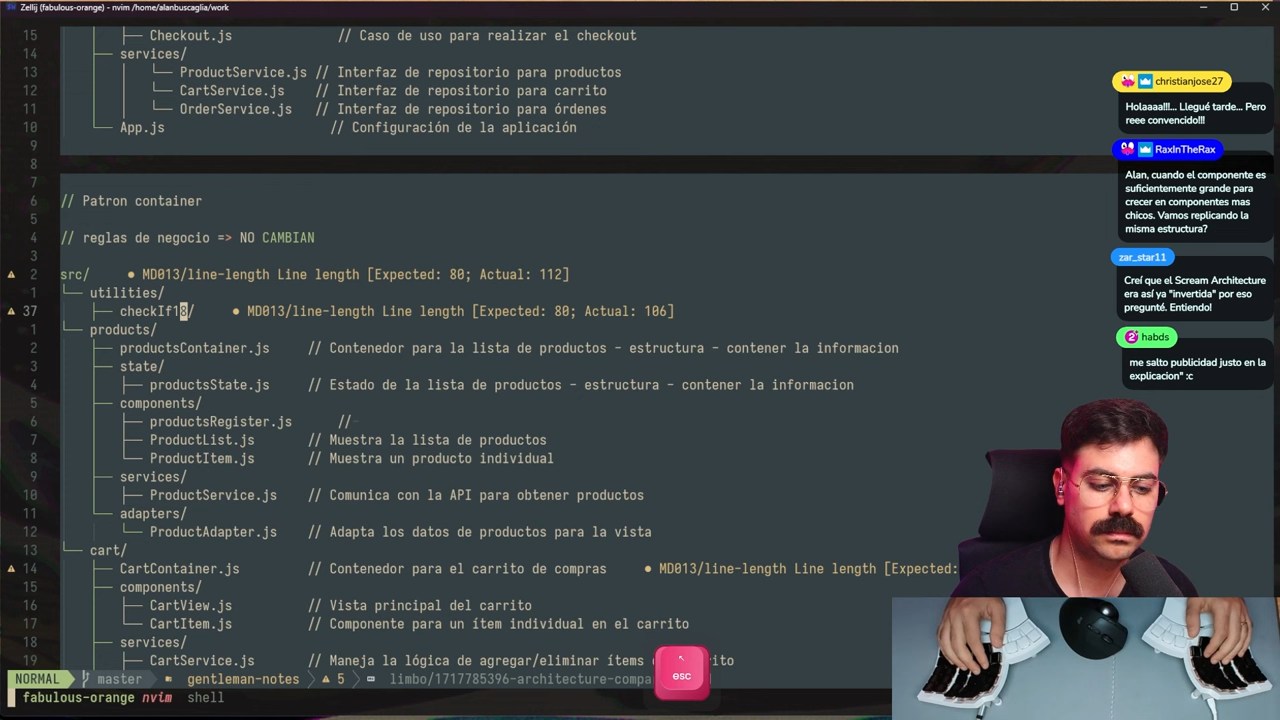 Zellij (fabulous-orange) - nvim /home/alanbuscaglia/work
15 ├── Checkout.js // Caso de uso para realizar el checkout
14 ├── services/
13 │ └── ProductService.js // Interfaz de repositorio para productos
12 │ └── CartService.js // Interfaz de repositorio para carrito
11 │ └── OrderService.js // Interfaz de repositorio para órdenes
10 └── App.js // Configuración de la aplicación
9
8
7
6 // Patron container
5
4 // reglas de negocio => NO CAMBIAN
3
2 src/ ● MD013/line-length Line length [Expected: 80; Actual: 112]
1 └── utilities/
37 ├── checkIf18/ ● MD013/line-length Line length [Expected: 80; Actual: 106]
1 └── products/
2 ├── productsContainer.js // Contenedor para la lista de productos - estructura - contener la informacion
3 ├── state/
4 ├── productsState.js // Estado de la lista de productos - estructura - contener la informacion
5 ├── components/
6 ├── productsRegister.js //
7 ├── ProductList.js // Muestra la lista de productos
8 ├── ProductItem.js // Muestra un producto individual
9 ├── services/
10 ├── ProductService.js // Comunica con la API para obtener productos
11 ├── adapters/
12 └── ProductAdapter.js // Adapta los datos de productos para la vista
13 └── cart/
14 ├── CartContainer.js // Contenedor para el carrito de compras ● MD013/line-length Line length [Expected:
15 ├── components/
16 ├── CartView.js // Vista principal del carrito
17 └── CartItem.js // Componente para un ítem individual en el carrito
18 ├── services/
19 ├── CartService.js // Maneja la lógica de agregar/eliminar ítems
NORMAL master gentleman-notes 5 limbo/1717785396-architecture-compa
fabulous-orange nvim shell
esc
christianjose27
Holaaaa!!!... Llegué tarde... Pero
reee convencido!!!
RaxInTheRax
Alan, cuando el componente es
suficientemente grande para
crecer en componentes mas
chicos. Vamos replicando la
misma estructura?
zar_star11
Creí que el Scream Architecture
era así ya "invertida" por eso
pregunté. Entiendo!
habds
me salto publicidad justo en la
explicacion" :c